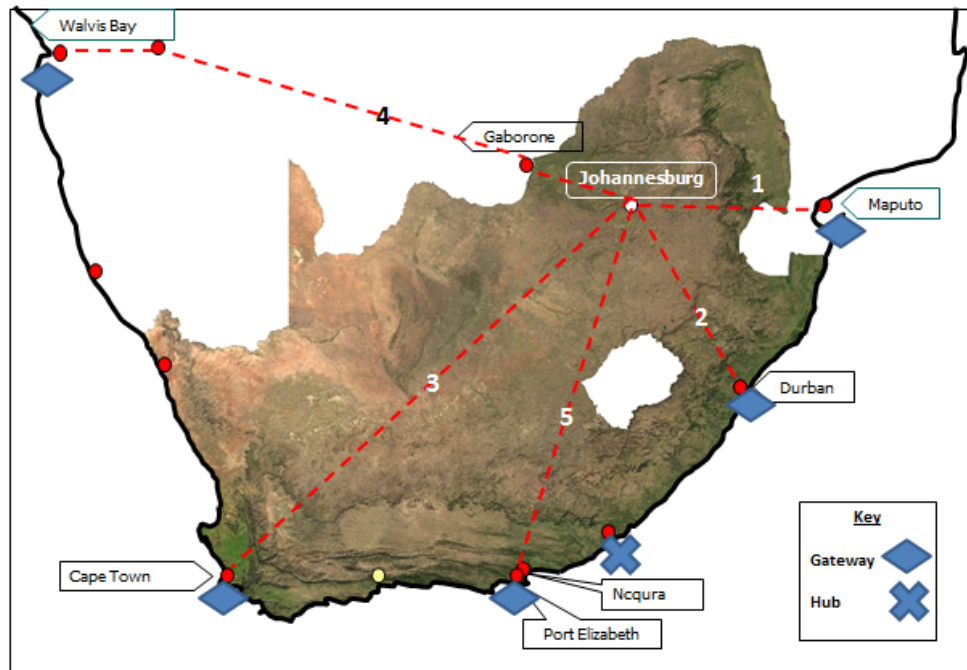 Walvis Bay
4
Gaborone
Johannesburg
1
Maputo
2
3
Durban
5
Key
Gateway
Hub
Cape Town
Ncqura
Port Elizabeth